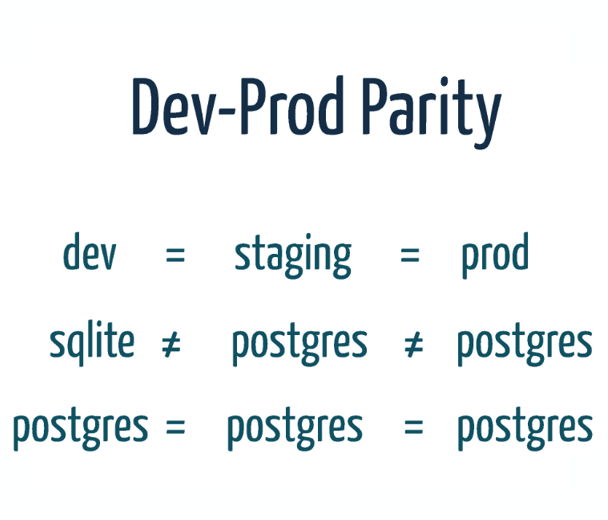 Dev-Prod Parity
dev = staging = prod
sqlite ≠ postgres ≠ postgres
postgres = postgres = postgres